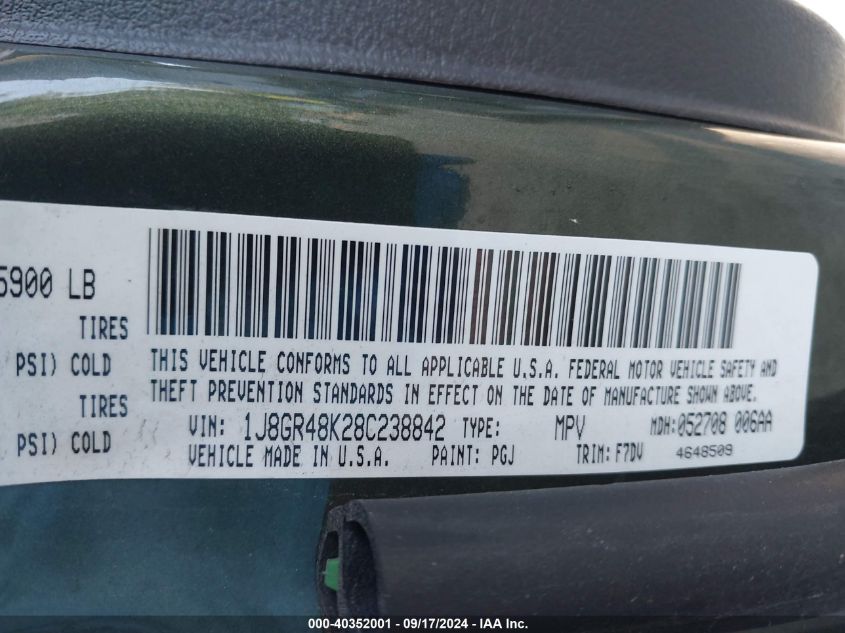 5900 LB
TIRES
PSI) COLD
TIRES
PSI) COLD
THIS VEHICLE CONFORMS TO ALL APPLICABLE U.S.A. FEDERAL MOTOR VEHICLE SAFETY AND
THEFT PREVENTION STANDARDS IN EFFECT ON THE DATE OF MANUFACTURE SHOWN ABOVE.
VIN: 1J8GR48K28C238842 TYPE: MPV MDH:052708 006AA
VEHICLE MADE IN U.S.A. PAINT: PGJ TRIM: F7DV 4648509
000-40352001 - 09/17/2024 - IAA Inc.